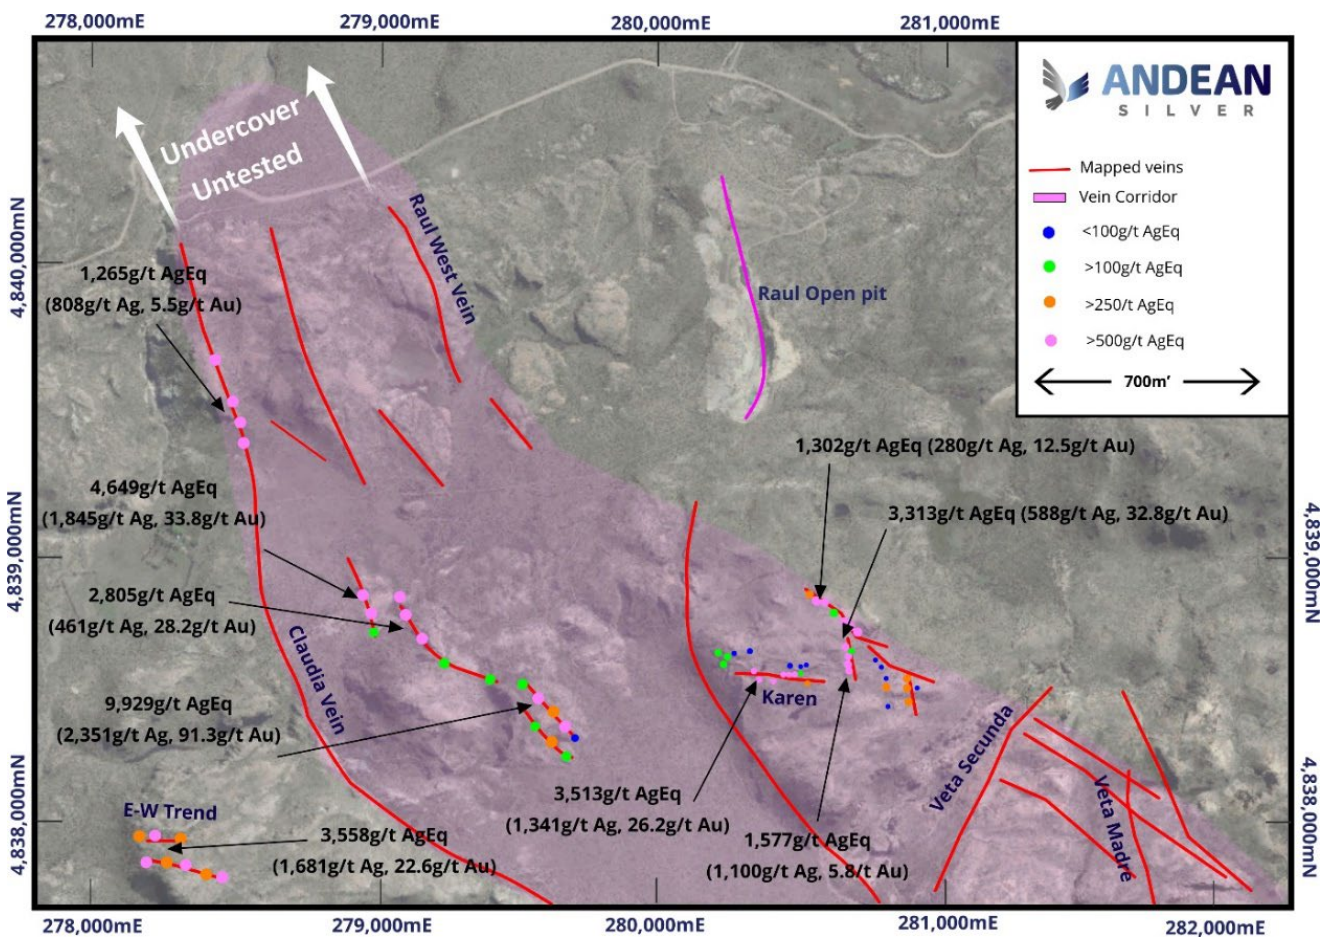 278,000mE
279,000mE
280,000mE
281,000mE
ANDEAN
SILVER
Mapped veins
Vein Corridor
<100g/t AgEq
>100g/t AgEq
>250/t AgEq
>500g/t AgEq
700m'
Undercover
Untested
Raul West Vein
4,840,000mN
1,265g/t AgEq
(808g/t Ag, 5.5g/t Au)
Raul Open pit
1,302g/t AgEq (280g/t Ag, 12.5g/t Au)
4,649g/t AgEq
(1,845g/t Ag, 33.8g/t Au)
3,313g/t AgEq (588g/t Ag, 32.8g/t Au)
4,839,000mN
4,839,000mN
2,805g/t AgEq
(461g/t Ag, 28.2g/t Au)
Claudia Vein
Karen
9,929g/t AgEq
(2,351g/t Ag, 91.3g/t Au)
Veta Secunda
Veta Madre
3,513g/t AgEq
(1,341g/t Ag, 26.2g/t Au)
E-W Trend
3,558g/t AgEq
(1,681g/t Ag, 22.6g/t Au)
1,577g/t AgEq
(1,100g/t Ag, 5.8/t Au)
4,838,000mN
4,838,000mN
278,000mE
279,000mE
280,000mE
281,000mE
282,000mE